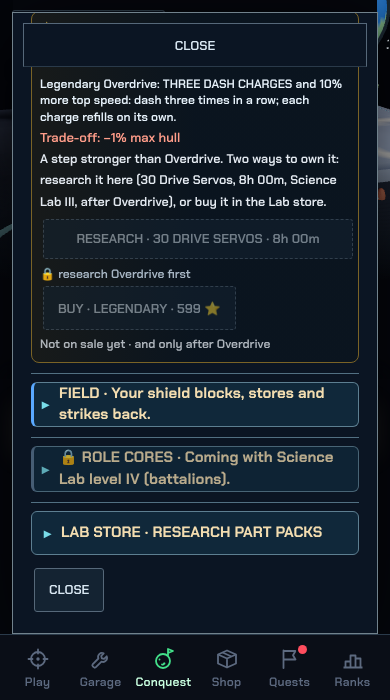 CLOSE
Legendary Overdrive: THREE DASH CHARGES and 10%
more top speed: dash three times in a row; each
charge refills on its own.
Trade-off: −1% max hull
A step stronger than Overdrive. Two ways to own it:
research it here (30 Drive Servos, 8h 00m, Science
Lab III, after Overdrive), or buy it in the Lab store.
RESEARCH · 30 DRIVE SERVOS · 8h 00m
🔒 research Overdrive first
BUY · LEGENDARY · 599 ⭐
Not on sale yet · and only after Overdrive
▸ FIELD · Your shield blocks, stores and
strikes back.
▸ 🔒 ROLE CORES · Coming with Science
Lab level IV (battalions).
▸ LAB STORE · RESEARCH PART PACKS
CLOSE
Play Garage Conquest Shop Quests Ranks